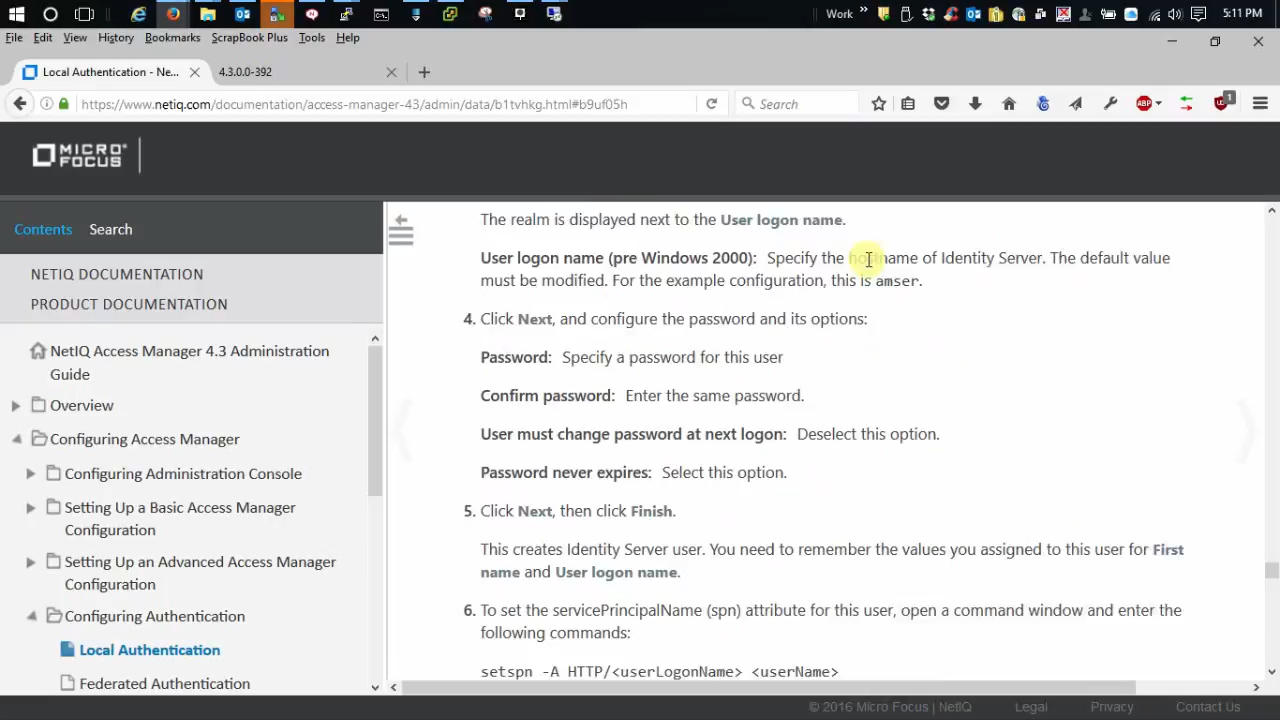 Work
5:11 PM
File Edit View History Bookmarks ScrapBook Plus Tools Help
Local Authentication - Ne...
4.3.0.0-392
https://www.netiq.com/documentation/access-manager-43/admin/data/b1tvhkg.html#b9uf05h
Search
ABP
1
MICRO
FOCUS
Contents Search
NETIQ DOCUMENTATION
PRODUCT DOCUMENTATION
NetIQ Access Manager 4.3 Administration
Guide
Overview
Configuring Access Manager
Configuring Administration Console
Setting Up a Basic Access Manager
Configuration
Setting Up an Advanced Access Manager
Configuration
Configuring Authentication
Local Authentication
Federated Authentication
The realm is displayed next to the User logon name.
User logon name (pre Windows 2000): Specify the hostname of Identity Server. The default value
must be modified. For the example configuration, this is amser.
4. Click Next, and configure the password and its options:
Password: Specify a password for this user
Confirm password: Enter the same password.
User must change password at next logon: Deselect this option.
Password never expires: Select this option.
5. Click Next, then click Finish.
This creates Identity Server user. You need to remember the values you assigned to this user for First
name and User logon name.
6. To set the servicePrincipalName (spn) attribute for this user, open a command window and enter the
following commands:
setspn -A HTTP/<userLogonName> <userName>
© 2016 Micro Focus | NetIQ Legal Privacy Contact Us